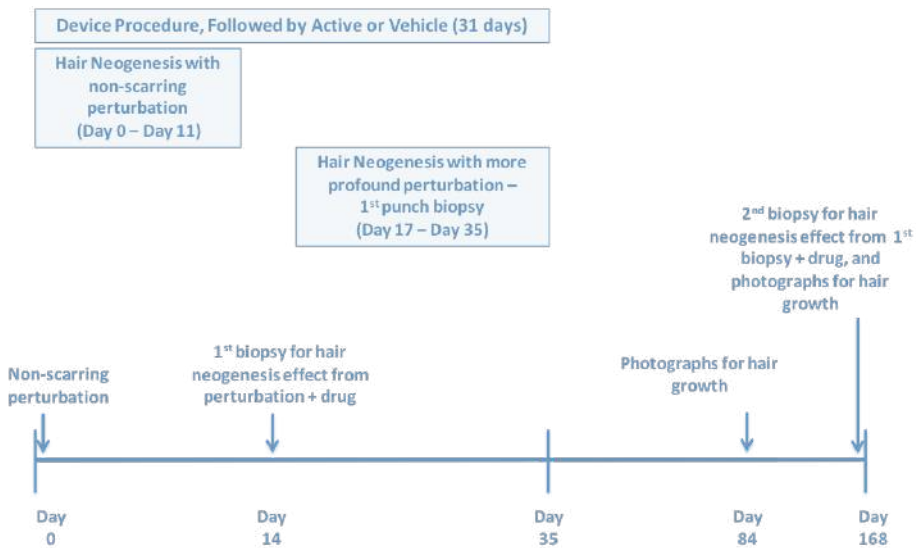 Device Procedure, Followed by Active or Vehicle (31 days)
Hair Neogenesis with
non-scarring
perturbation
(Day 0 – Day 11)
Hair Neogenesis with more
profound perturbation –
1st punch biopsy
(Day 17 – Day 35)
2nd biopsy for hair
neogenesis effect from 1st
biopsy + drug, and
photographs for hair
growth
1st biopsy for hair
neogenesis effect from
perturbation + drug
Photographs for hair
growth
Non-scarring
perturbation
Day
0
Day
14
Day
35
Day
84
Day
168